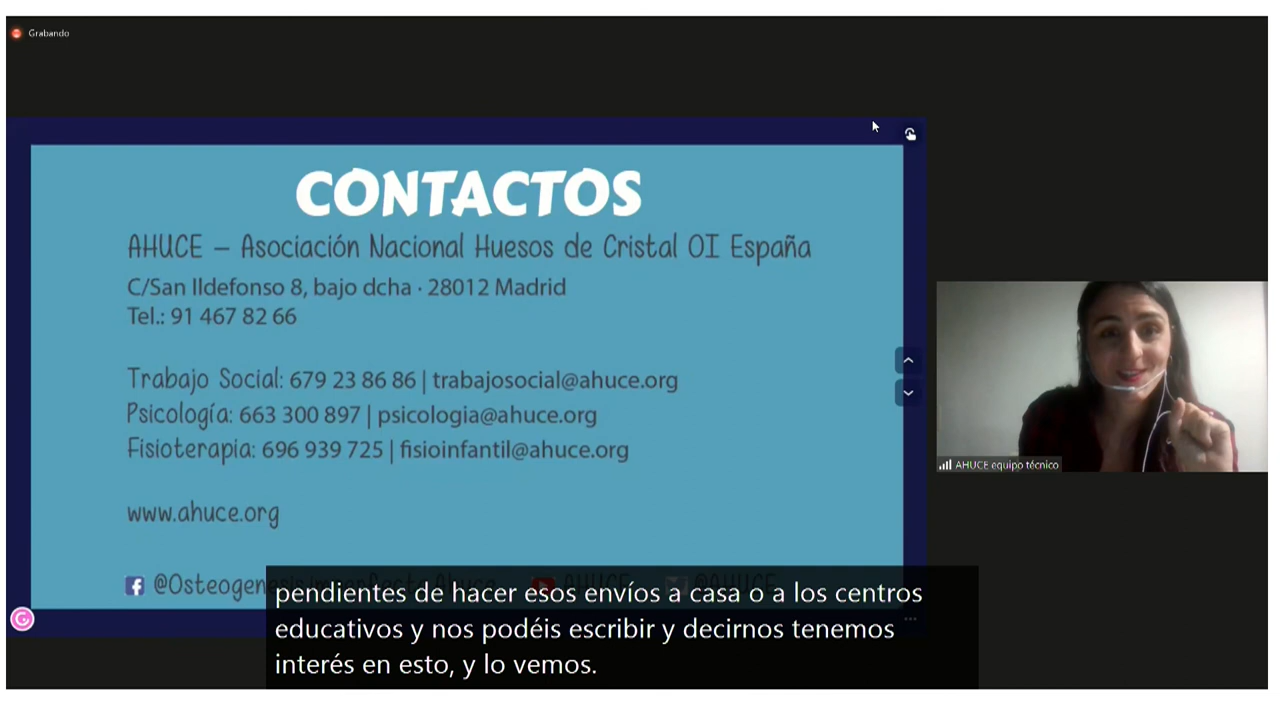 Grabando
CONTACTOS
AHUCE – Asociación Nacional Huesos de Cristal OI España
C/San Ildefonso 8, bajo dcha · 28012 Madrid
Tel.: 91 467 82 66
Trabajo Social: 679 23 86 86 | trabajosocial@ahuce.org
Psicología: 663 300 897 | psicologia@ahuce.org
Fisioterapia: 696 939 725 | fisioinfantil@ahuce.org
www.ahuce.org
@Osteogenesis AHUCE @AHUCE
pendientes de hacer esos envíos a casa o a los centros
educativos y nos podéis escribir y decirnos tenemos
interés en esto, y lo vemos.
AHUCE equipo técnico